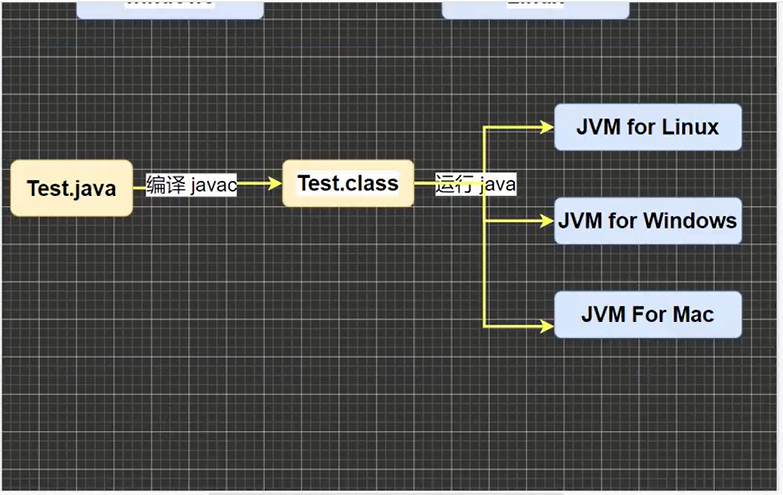 JVM for Linux
Test.java
编译 javac
Test.class
运行 java
JVM for Windows
JVM For Mac